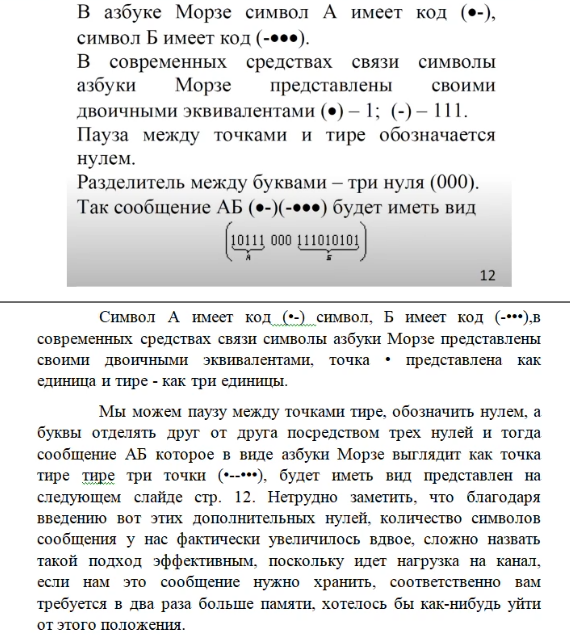 В азбуке Морзе символ А имеет код (•-),
символ Б имеет код (-•••).
В современных средствах связи символы
азбуки Морзе представлены своими
двоичными эквивалентами (•) – 1; (-) – 111.
Пауза между точками и тире обозначается
нулем.
Разделитель между буквами – три нуля (000).
Так сообщение АБ (•-)(-•••) будет иметь вид
(10111 000 111010101)
А Б
12
Символ А имеет код (•-) символ, Б имеет код (-•••),в
современных средствах связи символы азбуки Морзе представлены
своими двоичными эквивалентами, точка • представлена как
единица и тире - как три единицы.
Мы можем паузу между точками тире, обозначить нулем, а
буквы отделять друг от друга посредством трех нулей и тогда
сообщение АБ которое в виде азбуки Морзе выглядит как точка
тире тире три точки (•--•••), будет иметь вид представлен на
следующем слайде стр. 12. Нетрудно заметить, что благодаря
введению вот этих дополнительных нулей, количество символов
сообщения у нас фактически увеличилось вдвое, сложно назвать
такой подход эффективным, поскольку идет нагрузка на канал,
если нам это сообщение нужно хранить, соответственно вам
требуется в два раза больше памяти, хотелось бы как-нибудь уйти
от этого положения.